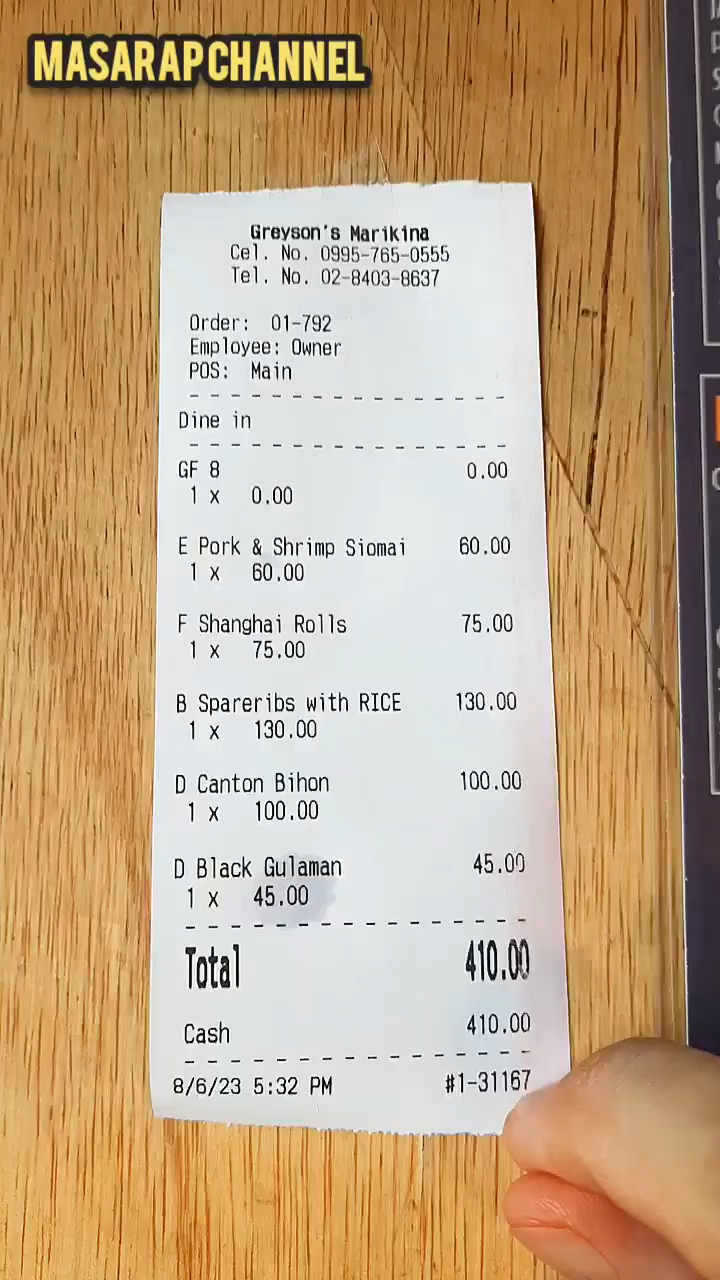 MASARAP CHANNEL
Greyson's Marikina
Cel. No. 0995-765-0555
Tel. No. 02-8403-8637
Order: 01-792
Employee: Owner
POS: Main
Dine in
GF 8 0.00
1 x 0.00
E Pork & Shrimp Siomai 60.00
1 x 60.00
F Shanghai Rolls 75.00
1 x 75.00
B Spareribs with RICE 130.00
1 x 130.00
D Canton Bihon 100.00
1 x 100.00
D Black Gulaman 45.00
1 x 45.00
Total 410.00
Cash 410.00
8/6/23 5:32 PM #1-31167